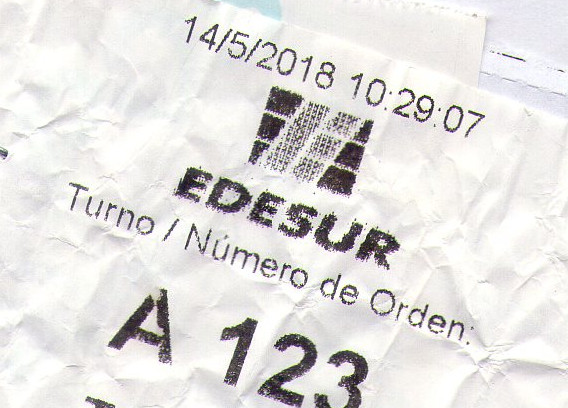 14/5/2018 10:29:07
EDESUR
Turno / Número de Orden:
A 123